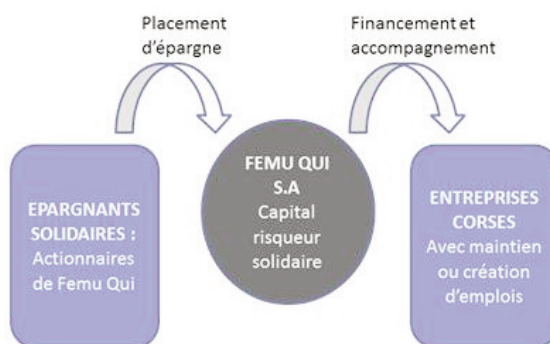 Placement
d'épargne
Financement et
accompagnement
EPARGNANTS
SOLIDAIRES :
Actionnaires
de Femu Qui
FEMU QUI
S.A
Capital
risqueur
solidaire
ENTREPRISES
CORSES
Avec maintien
ou création
d'emplois